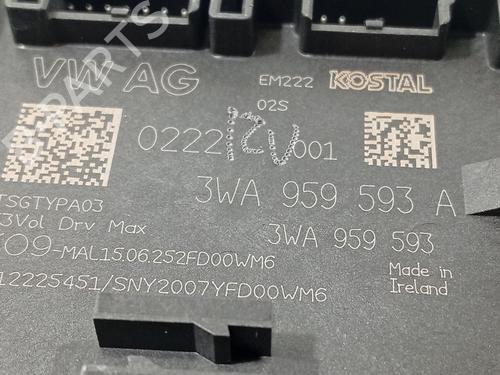 VW AG
EM222
KOSTAL
02S
0222 12V 001
3WA 959 593 A
TSGTYPA03
3Vol Drv Max
3WA 959 593
T09-MAL15.06.252FD00WM6
12225451/SNY2007YFD00WM6
Made in
Ireland